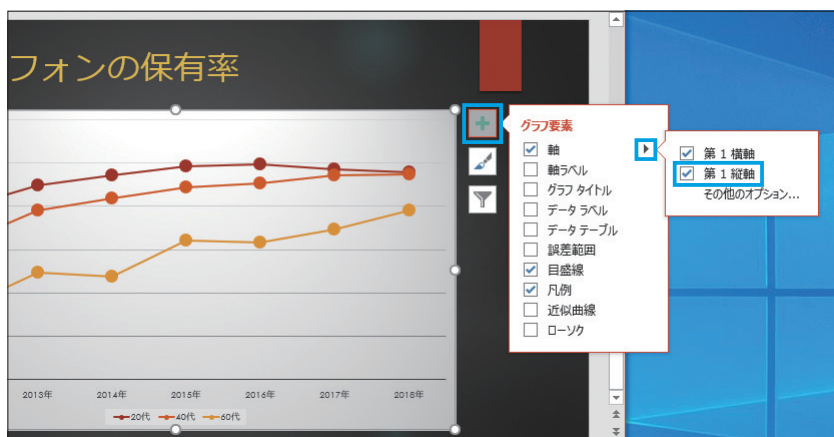 フォンの保有率
グラフ要素
軸
軸ラベル
グラフ タイトル
データ ラベル
データ テーブル
誤差範囲
目盛線
凡例
近似曲線
ローソク
第 1 横軸
第 1 縦軸
その他のオプション...
2013年 2014年 2015年 2016年 2017年 2018年
20代 40代 60代